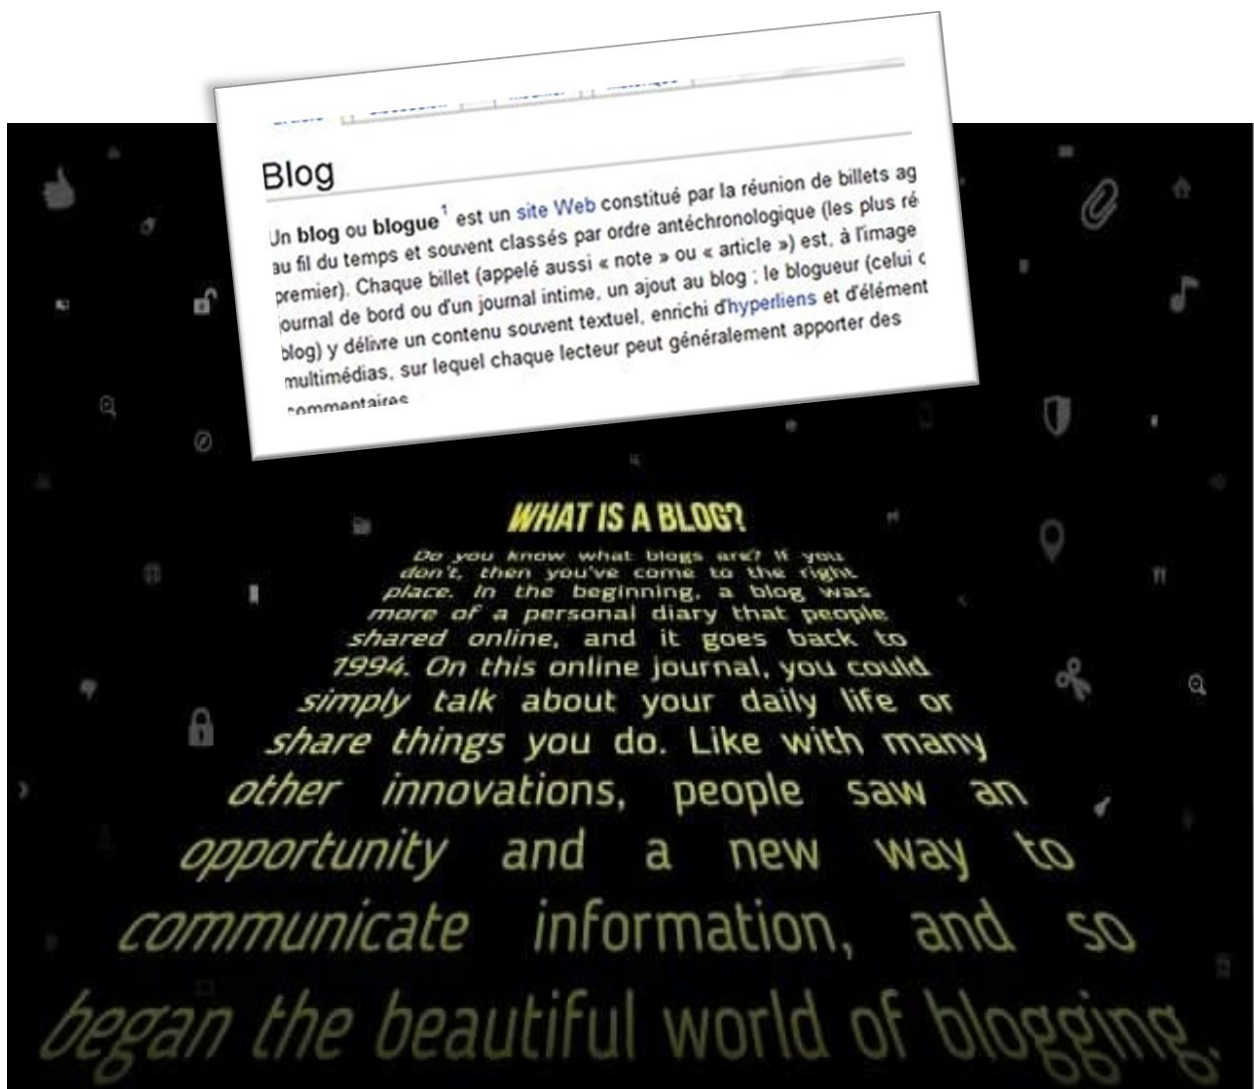 Blog
Un blog ou blogue1 est un site Web constitué par la réunion de billets ag
au fil du temps et souvent classés par ordre antéchronologique (les plus ré
premier). Chaque billet (appelé aussi « note » ou « article ») est, à l'image
journal de bord ou d'un journal intime, un ajout au blog ; le blogueur (celui
blog) y délivre un contenu souvent textuel, enrichi d'hyperliens et d'élément
multimédias, sur lequel chaque lecteur peut généralement apporter des
commentaires
WHAT IS A BLOG?
Do you know what blogs are? If you
don't, then you've come to the right
place. In the beginning, a blog was
more of a personal diary that people
shared online, and it goes back to
1994. On this online journal, you could
simply talk about your daily life or
share things you do. Like with many
other innovations, people saw an
opportunity and a new way to
communicate information, and so
began the beautiful world of blogging.